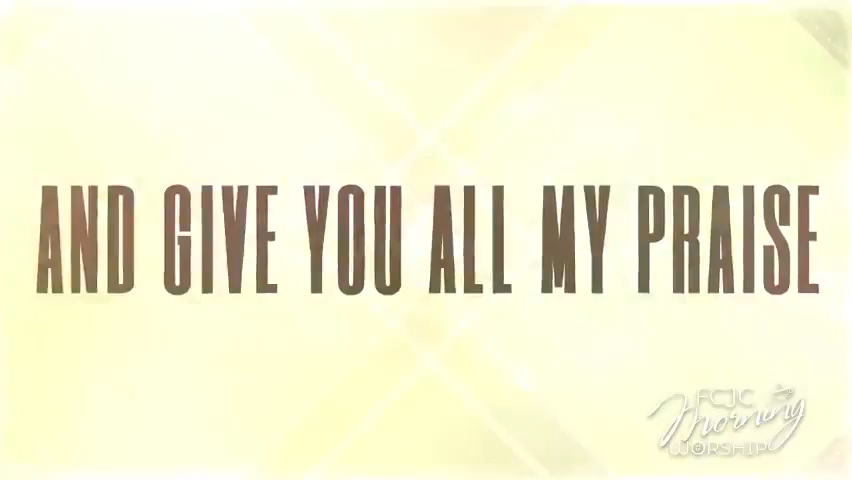 AND GIVE YOU ALL MY PRAISE
FCJC
Morning
WORSHIP